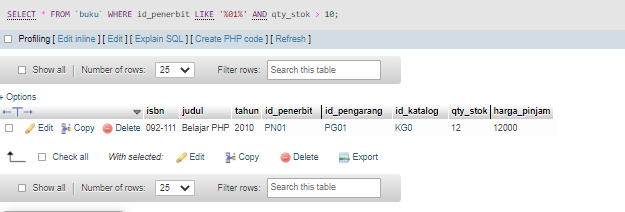 SELECT * FROM `buku` WHERE id_penerbit LIKE '%01%' AND qty_stok > 10;
Profiling [ Edit inline ] [ Edit ] [ Explain SQL ] [ Create PHP code ] [ Refresh ]
Show all | Number of rows: 25 Filter rows: Search this table
+ Options
←T→ isbn judul tahun id_penerbit id_pengarang id_katalog qty_stok harga_pinjam
Edit Copy Delete 092-111 Belajar PHP 2010 PN01 PG01 KG0 12 12000
Check all With selected: Edit Copy Delete Export
Show all | Number of rows: 25 Filter rows: Search this table